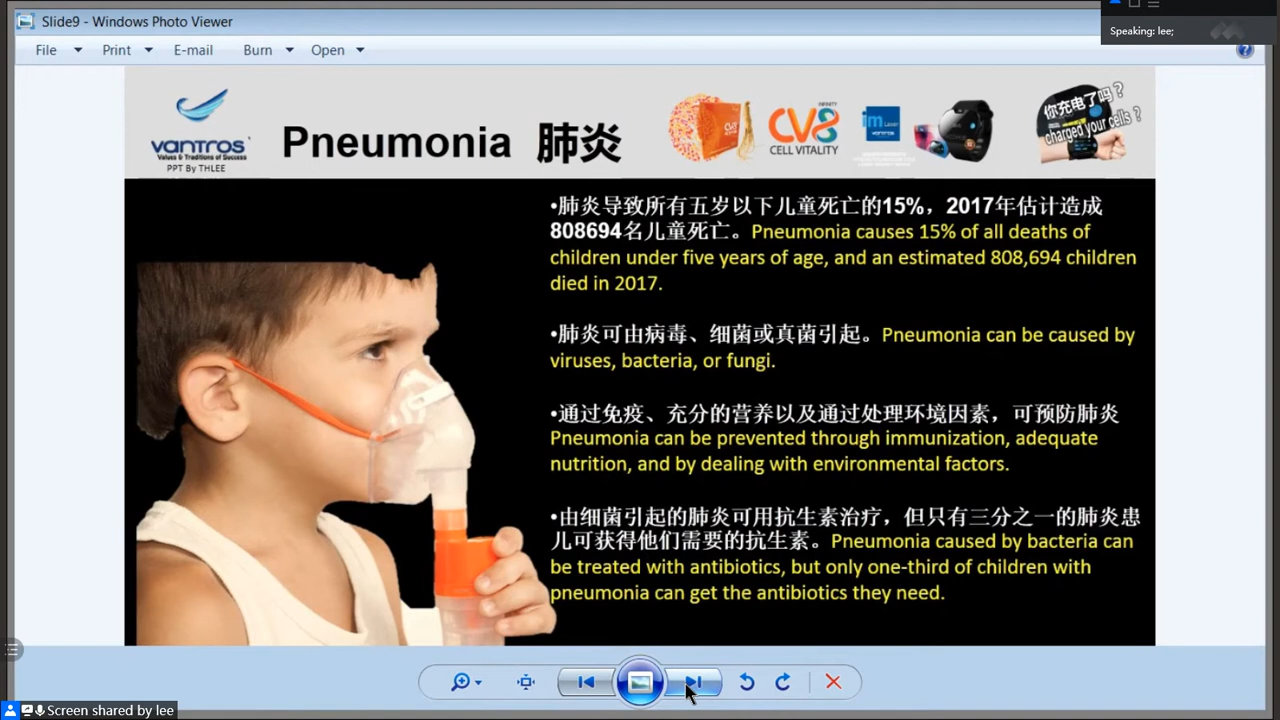 Slide9 - Windows Photo Viewer
Speaking: lee;
File Print E-mail Burn Open
vantros
Values & Traditions of Success
PPT By THLEE
Pneumonia 肺炎
CV8
INFINITY
CV8
CELL VITALITY
im Laser
vantros
你充电了吗？
charged your cells ?
•肺炎导致所有五岁以下儿童死亡的15%，2017年估计造成
808694名儿童死亡。Pneumonia causes 15% of all deaths of
children under five years of age, and an estimated 808,694 children
died in 2017.
•肺炎可由病毒、细菌或真菌引起。Pneumonia can be caused by
viruses, bacteria, or fungi.
•通过免疫、充分的营养以及通过处理环境因素，可预防肺炎
Pneumonia can be prevented through immunization, adequate
nutrition, and by dealing with environmental factors.
•由细菌引起的肺炎可用抗生素治疗，但只有三分之一的肺炎患
儿可获得他们需要的抗生素。Pneumonia caused by bacteria can
be treated with antibiotics, but only one-third of children with
pneumonia can get the antibiotics they need.
Screen shared by lee